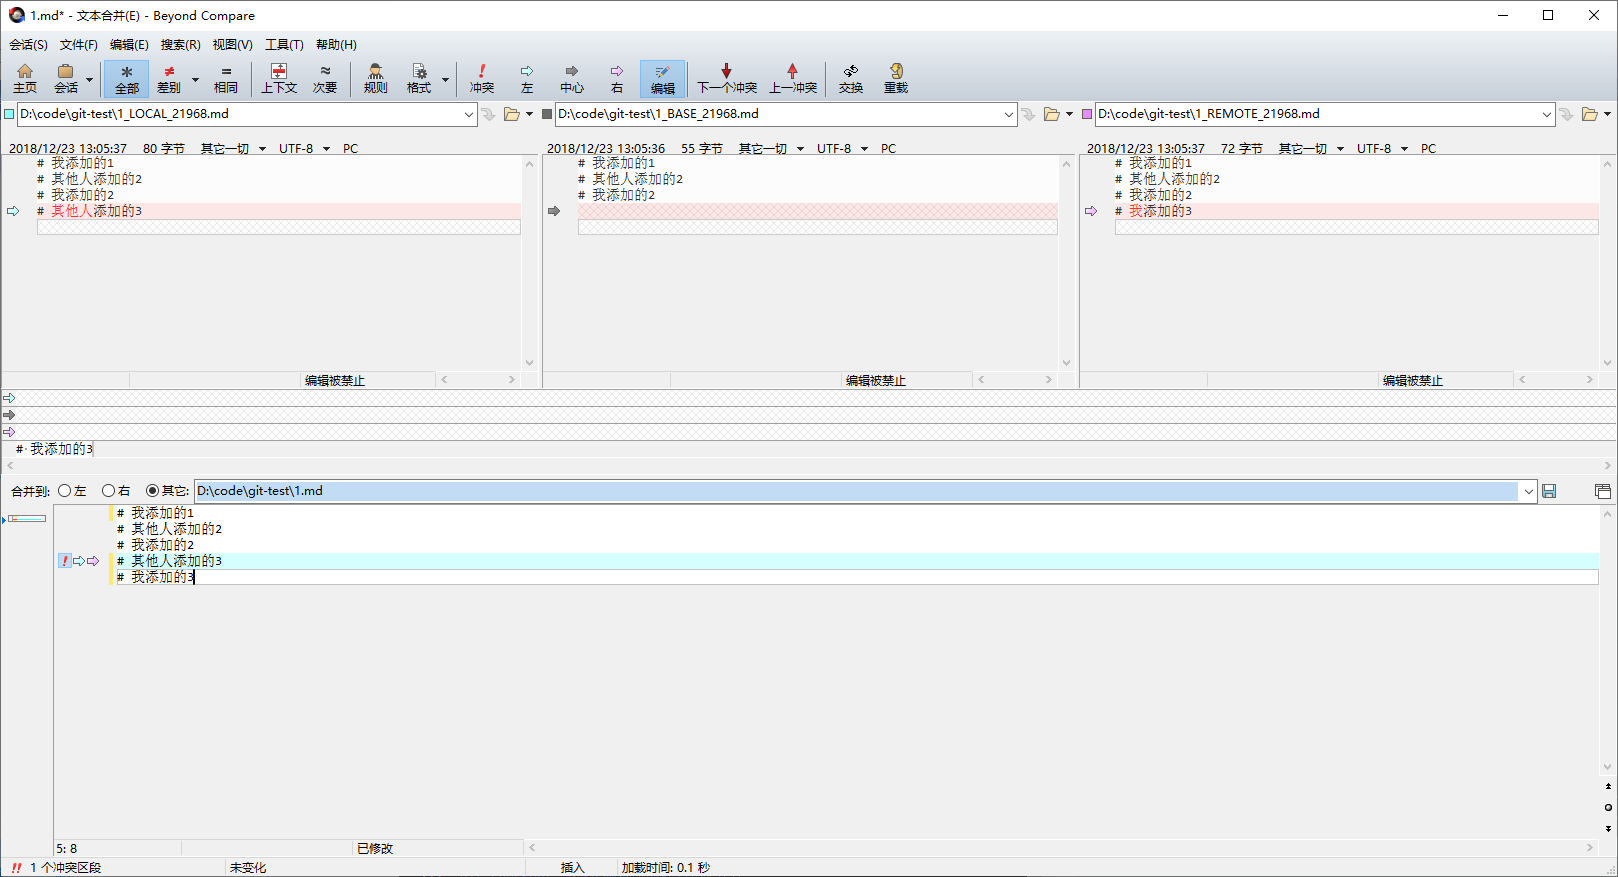 1.md* - 文本合并(E) - Beyond Compare
会话(S) 文件(F) 编辑(E) 搜索(R) 视图(V) 工具(T) 帮助(H)
主页 会话 全部 差别 相同 上下文 次要 规则 格式 冲突 左 中心 右 编辑 下一个冲突 上一冲突 交换 重载
D:\code\git-test\1_LOCAL_21968.md D:\code\git-test\1_BASE_21968.md D:\code\git-test\1_REMOTE_21968.md
2018/12/23 13:05:37 80 字节 其它一切 UTF-8 PC 2018/12/23 13:05:36 55 字节 其它一切 UTF-8 PC 2018/12/23 13:05:37 72 字节 其它一切 UTF-8 PC
# 我添加的1 # 我添加的1 # 我添加的1
# 其他人添加的2 # 其他人添加的2 # 其他人添加的2
# 我添加的2 # 我添加的2 # 我添加的2
# 其他人添加的3 # 我添加的3
编辑被禁止 编辑被禁止 编辑被禁止
#·我添加的3
合并到: 左 右 其它: D:\code\git-test\1.md
# 我添加的1
# 其他人添加的2
# 我添加的2
# 其他人添加的3
# 我添加的3
5: 8 已修改
1 个冲突区段 未变化 插入 加载时间: 0.1 秒